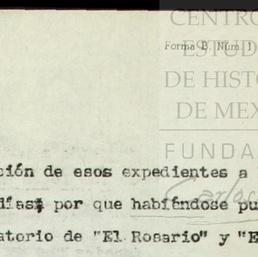 CENTRO
ESTUD
Forma B. Núm. 1
DE HISTO
DE MEX
FUNDA
Carlos
ción de esos expedientes a
días; por que habiéndose pu
atorio de "El Rosario" y "E